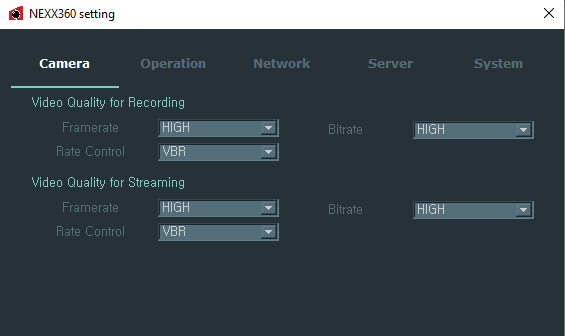 NEXX360 setting
Camera Operation Network Server System
Video Quality for Recording
Framerate HIGH Bitrate HIGH
Rate Control VBR
Video Quality for Streaming
Framerate HIGH Bitrate HIGH
Rate Control VBR